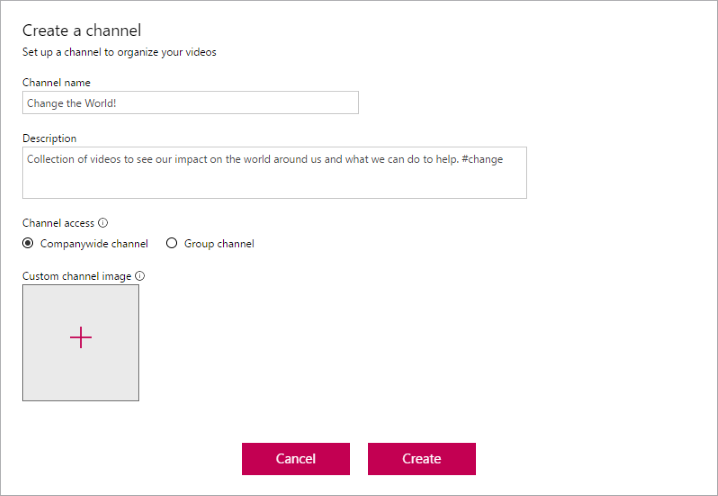 Create a channel
Set up a channel to organize your videos
Channel name
Change the World!
Description
Collection of videos to see our impact on the world around us and what we can do to help. #change
Channel access
Companywide channel Group channel
Custom channel image
Cancel Create